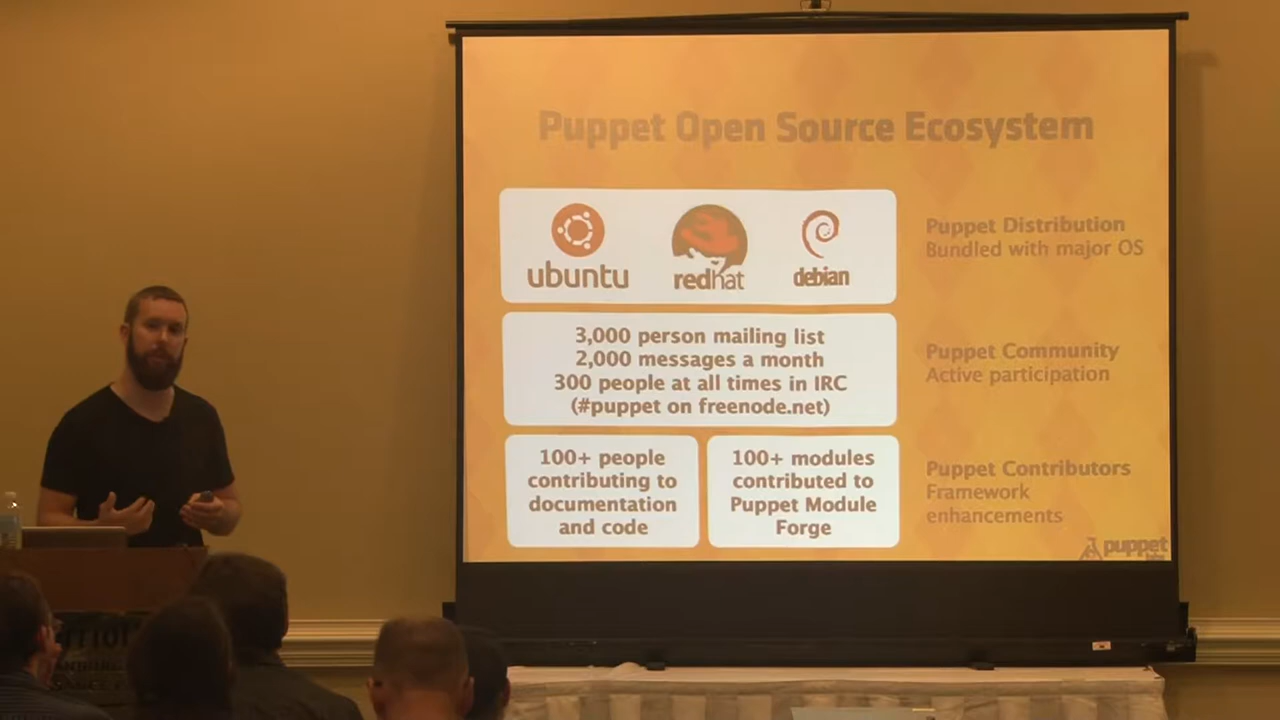 Puppet Open Source Ecosystem
ubuntu
redhat
debian
Puppet Distribution
Bundled with major OS
3,000 person mailing list
2,000 messages a month
300 people at all times in IRC
(#puppet on freenode.net)
Puppet Community
Active participation
100+ people
contributing to
documentation
and code
100+ modules
contributed to
Puppet Module
Forge
Puppet Contributors
Framework
enhancements
puppet
labs